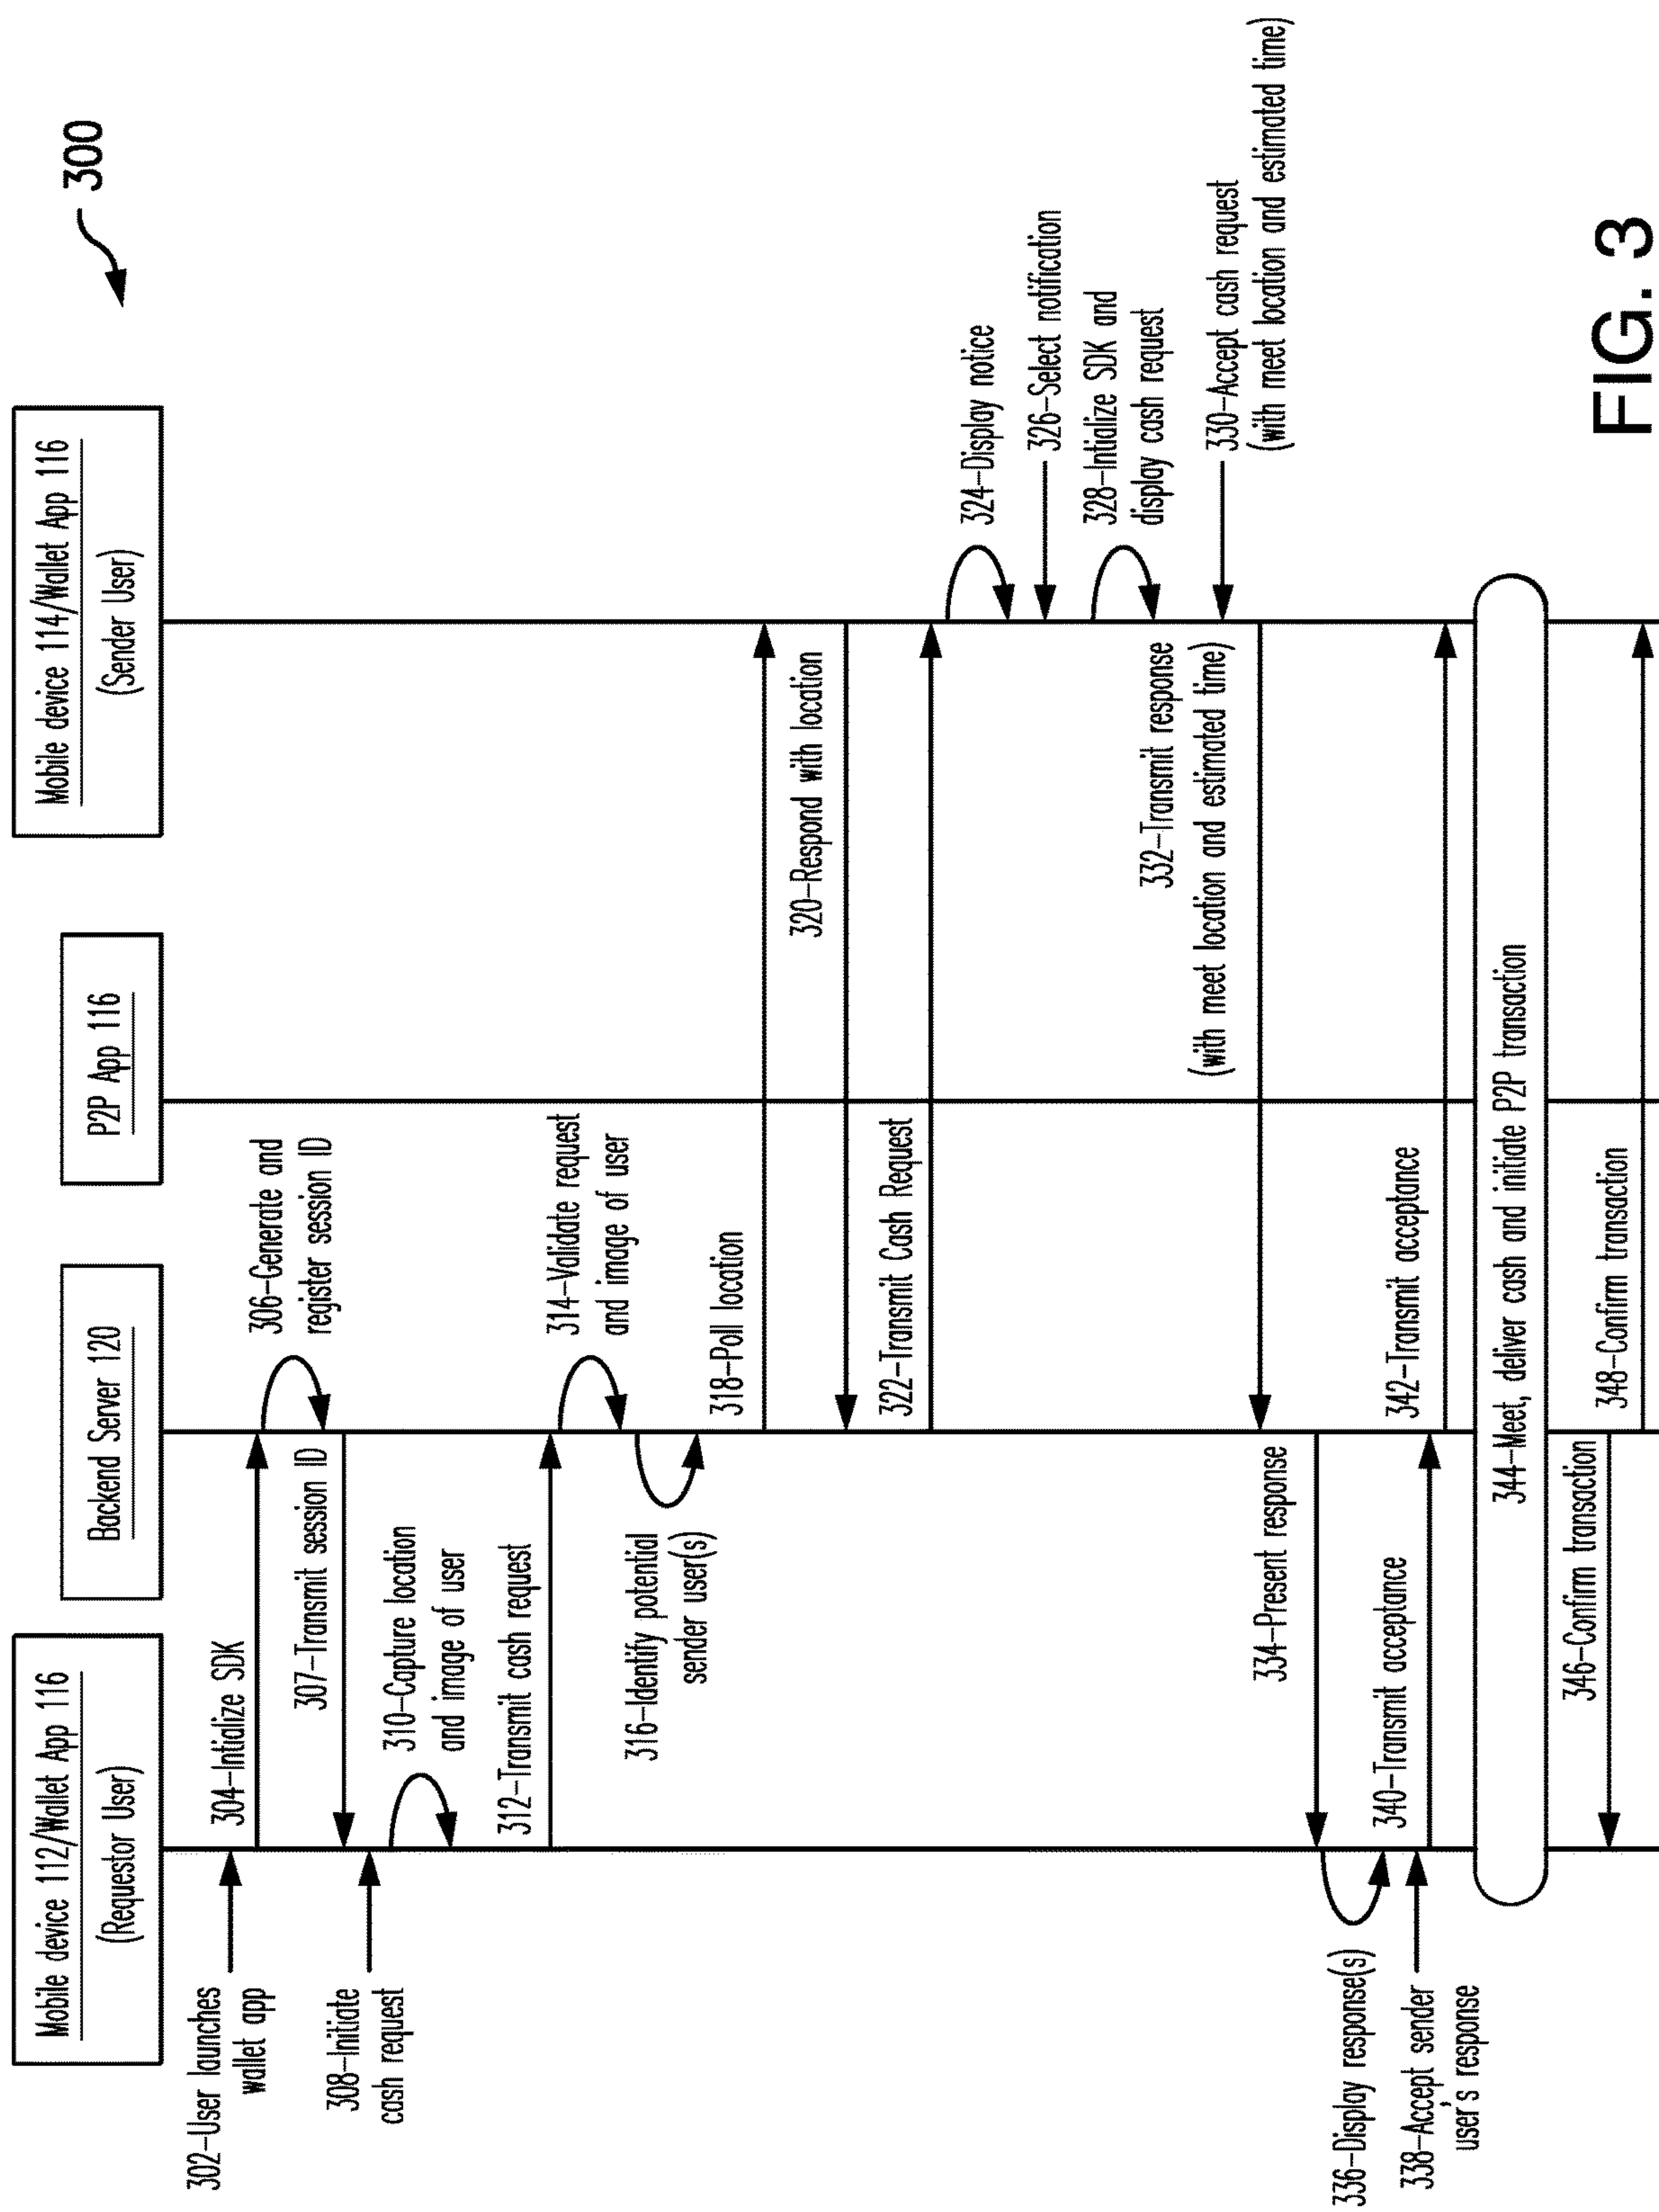 300
Mobile device 112/Wallet App 116
(Requestor User)
Backend Server 120
P2P App 116
Mobile device 114/Wallet App 116
(Sender User)
302–User launches
wallet app
304–Intialize SDK
306–Generate and
register session ID
307–Transmit session ID
308–Initiate
cash request
310–Capture location
and image of user
312–Transmit cash request
314–Validate request
and image of user
316–Identify potential
sender user(s)
318–Poll location
320–Respond with location
322–Transmit Cash Request
324–Display notice
326–Select notification
328–Intialize SDK and
display cash request
330–Accept cash request
(with meet location and estimated time)
332–Transmit response
(with meet location and estimated time)
334–Present response
336–Display response(s)
338–Accept sender
user's response
340–Transmit acceptance
342–Transmit acceptance
344–Meet, deliver cash and initiate P2P transaction
346–Confirm transaction
348–Confirm transaction
FIG. 3